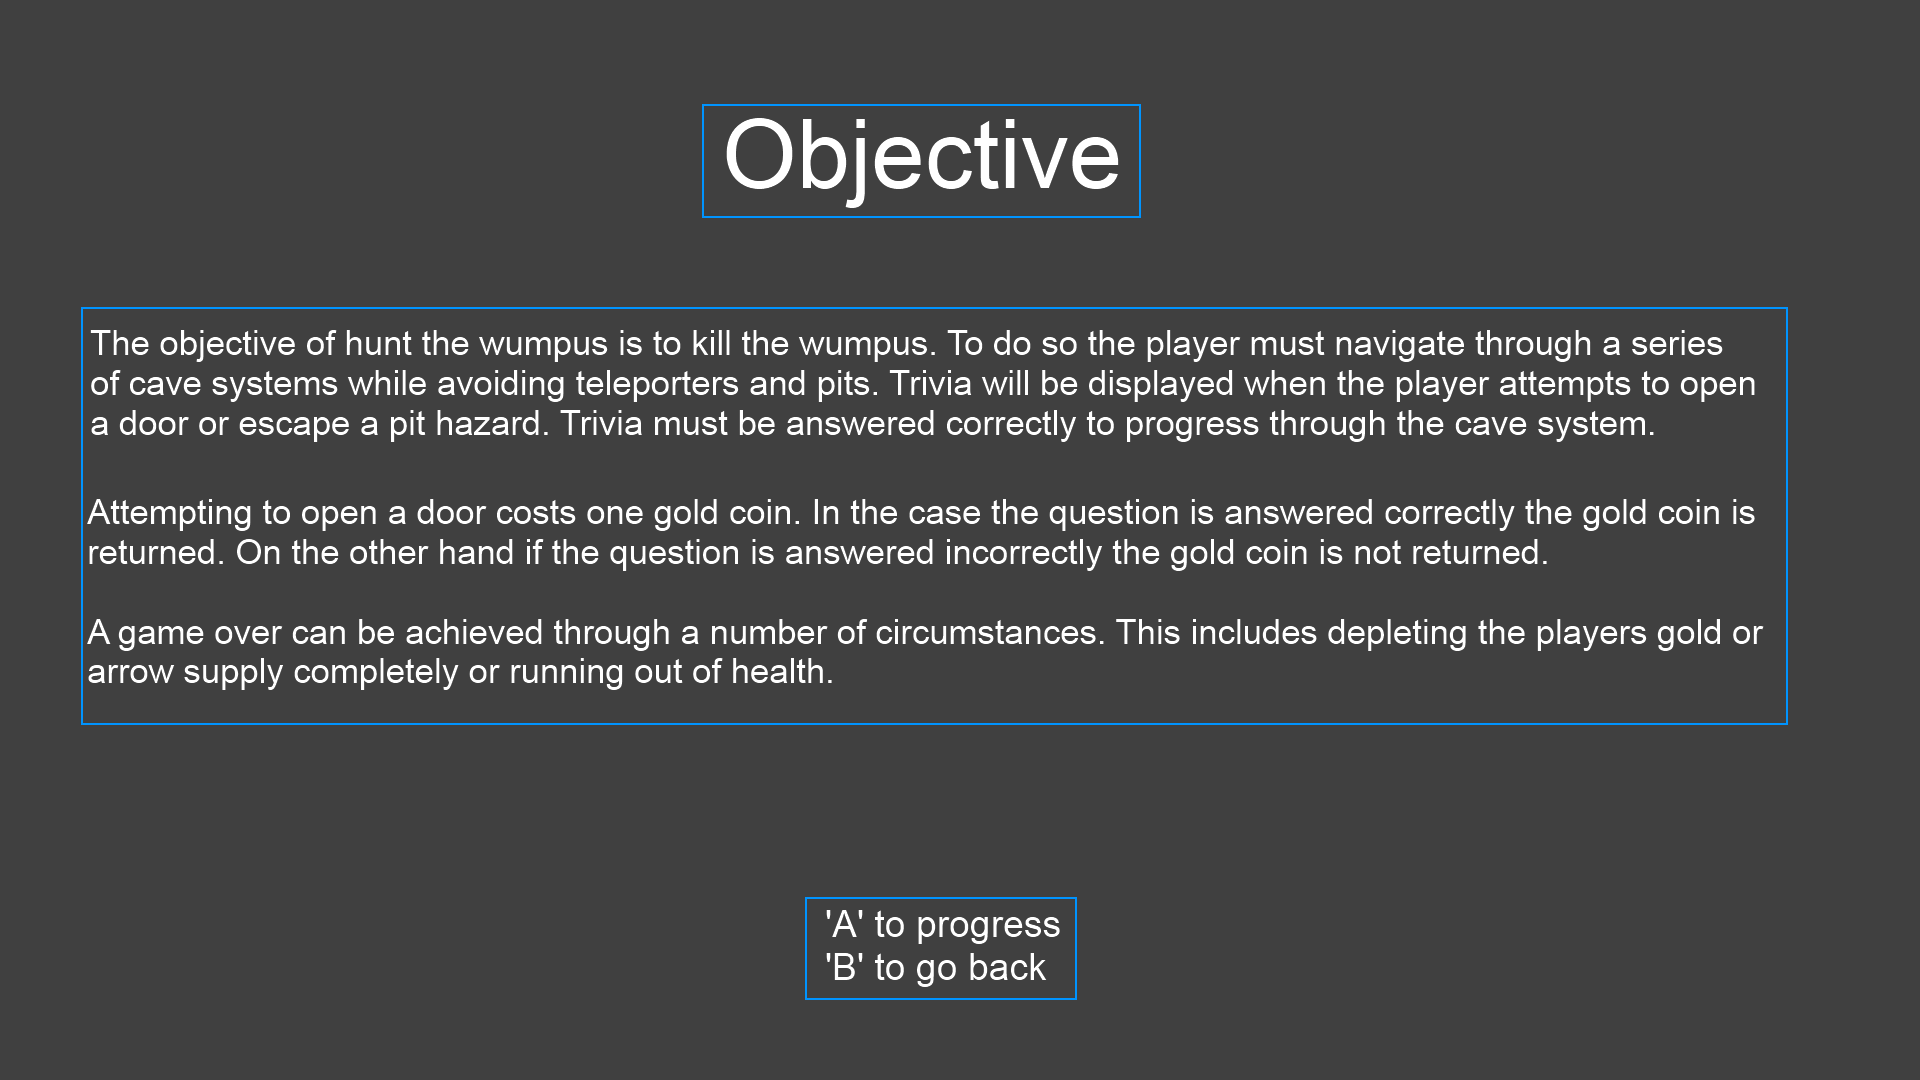 Objective
The objective of hunt the wumpus is to kill the wumpus. To do so the player must navigate through a series
of cave systems while avoiding teleporters and pits. Trivia will be displayed when the player attempts to open
a door or escape a pit hazard. Trivia must be answered correctly to progress through the cave system.
Attempting to open a door costs one gold coin. In the case the question is answered correctly the gold coin is
returned. On the other hand if the question is answered incorrectly the gold coin is not returned.
A game over can be achieved through a number of circumstances. This includes depleting the players gold or
arrow supply completely or running out of health.
'A' to progress
'B' to go back